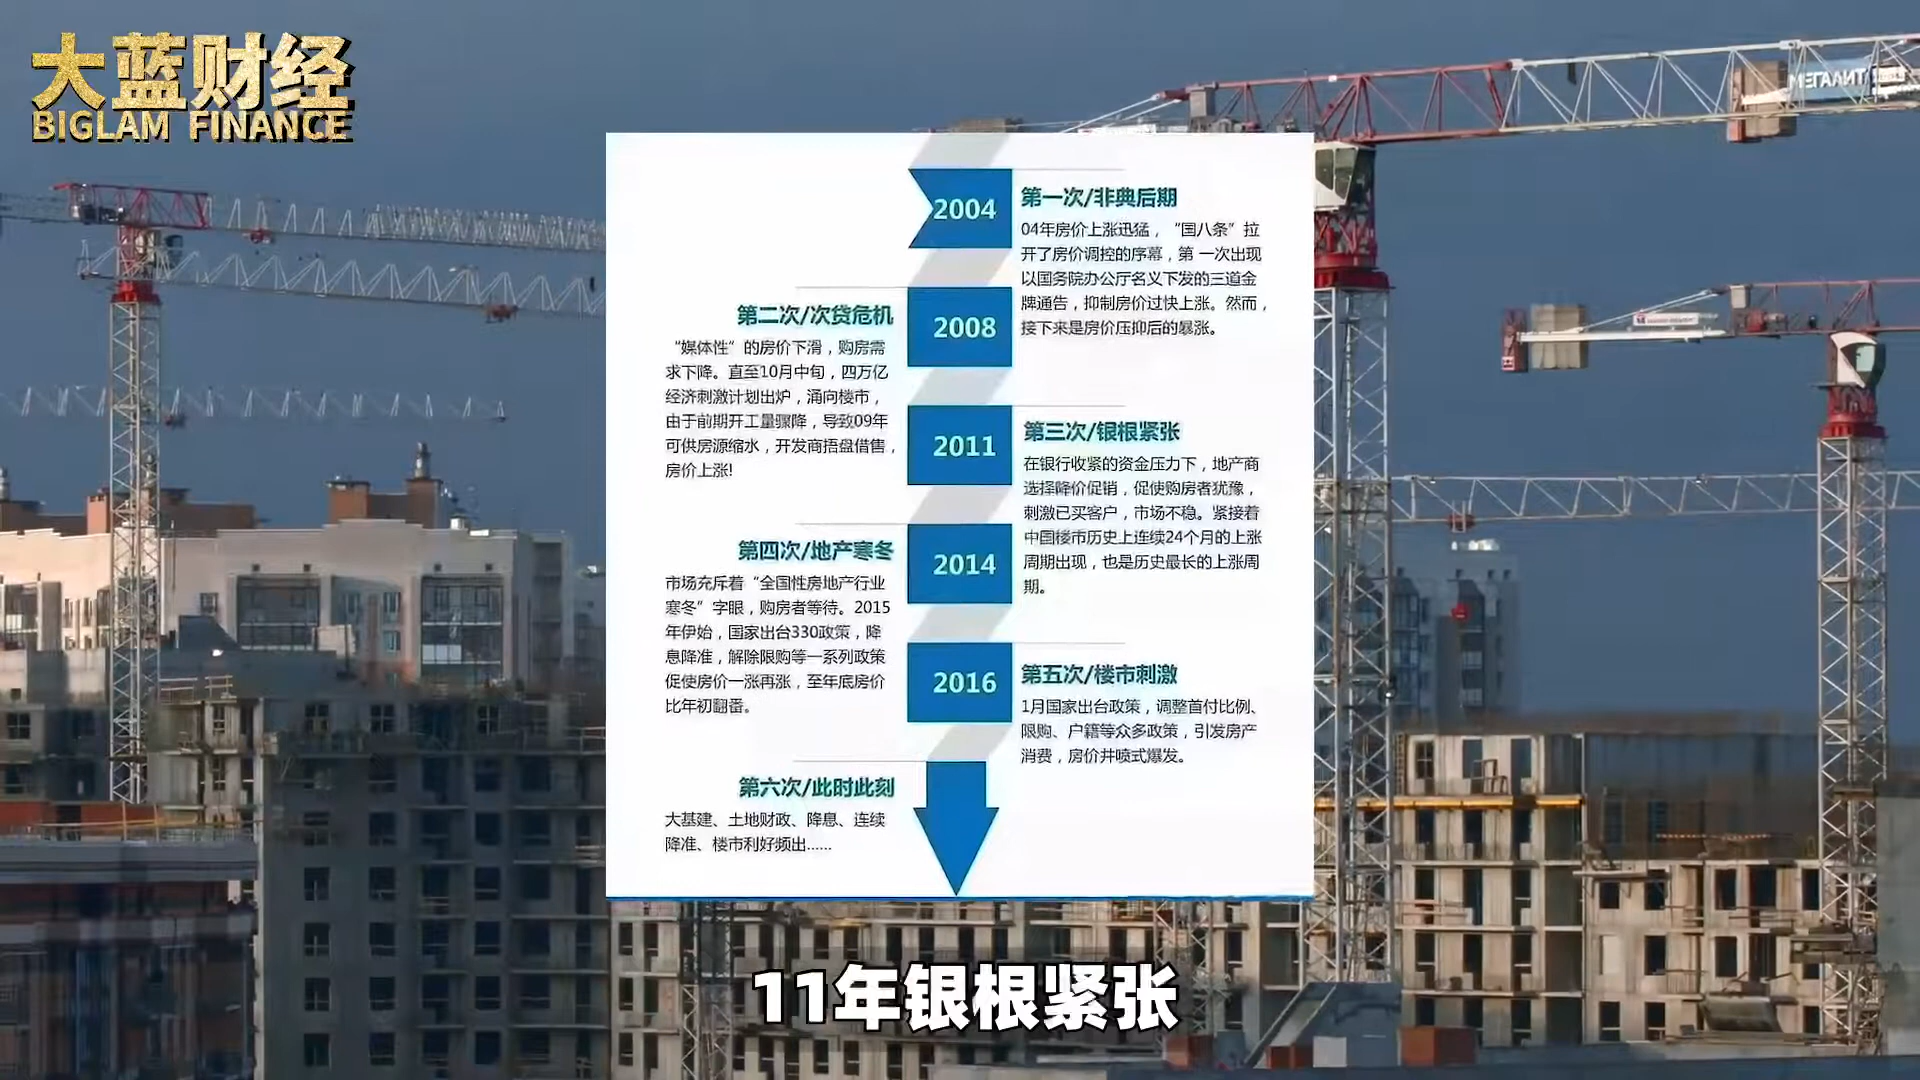 大蓝财经
BIGLAM FINANCE
МЕГАЛИТ
2004
第一次/非典后期
04年房价上涨迅猛，“国八条”拉
开了房价调控的序幕，第 一次出现
以国务院办公厅名义下发的三道金
牌通告，抑制房价过快上涨。然而，
接下来是房价压抑后的暴涨。
2008
第二次/次贷危机
“媒体性”的房价下滑，购房需
求下降。直至10月中旬，四万亿
经济刺激计划出炉，涌向楼市，
由于前期开工量骤降，导致09年
可供房源缩水，开发商捂盘借售，
房价上涨!
2011
第三次/银根紧张
在银行收紧的资金压力下，地产商
选择降价促销，促使购房者犹豫，
刺激已买客户，市场不稳。紧接着
中国楼市历史上连续24个月的上涨
周期出现，也是历史最长的上涨周
期。
2014
第四次/地产寒冬
市场充斥着“全国性房地产行业
寒冬”字眼，购房者等待。2015
年伊始，国家出台330政策，降
息降准，解除限购等一系列政策
促使房价一涨再涨，至年底房价
比年初翻番。
2016
第五次/楼市刺激
1月国家出台政策，调整首付比例、
限购、户籍等众多政策，引发房产
消费，房价井喷式爆发。
第六次/此时此刻
大基建、土地财政、降息、连续
降准、楼市利好频出......
11年银根紧张